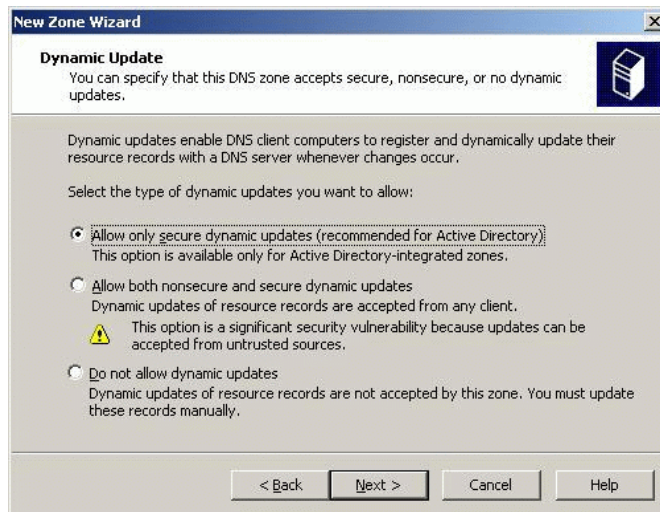 New Zone Wizard
Dynamic Update
You can specify that this DNS zone accepts secure, nonsecure, or no dynamic
updates.
Dynamic updates enable DNS client computers to register and dynamically update their
resource records with a DNS server whenever changes occur.
Select the type of dynamic updates you want to allow:
Allow only secure dynamic updates (recommended for Active Directory)
This option is available only for Active Directory-integrated zones.
Allow both nonsecure and secure dynamic updates
Dynamic updates of resource records are accepted from any client.
This option is a significant security vulnerability because updates can be
accepted from untrusted sources.
Do not allow dynamic updates
Dynamic updates of resource records are not accepted by this zone. You must update
these records manually.
< Back Next > Cancel Help